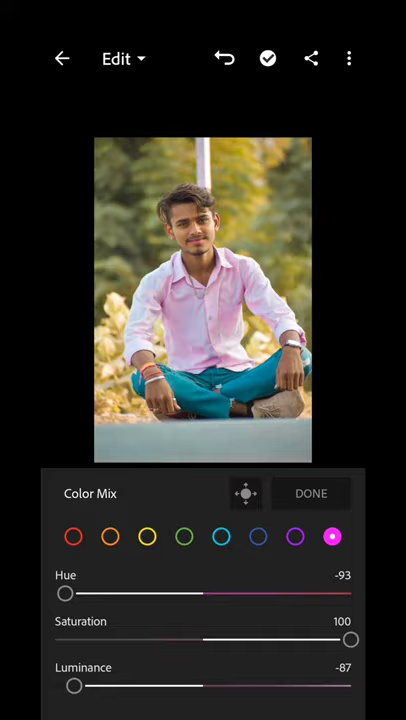 Edit
Color Mix
DONE
Hue -93
Saturation 100
Luminance -87